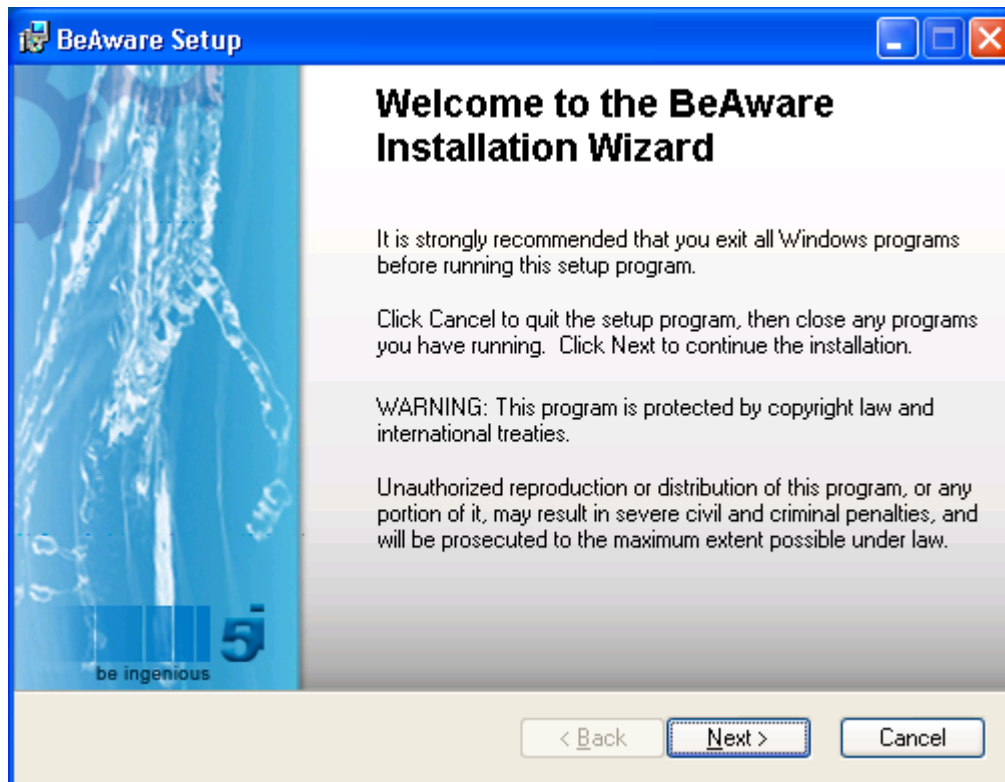 BeAware Setup
Welcome to the BeAware
Installation Wizard
It is strongly recommended that you exit all Windows programs
before running this setup program.
Click Cancel to quit the setup program, then close any programs
you have running.  Click Next to continue the installation.
WARNING: This program is protected by copyright law and
international treaties.
Unauthorized reproduction or distribution of this program, or any
portion of it, may result in severe civil and criminal penalties, and
will be prosecuted to the maximum extent possible under law.
5i
be ingenious
< Back
Next >
Cancel